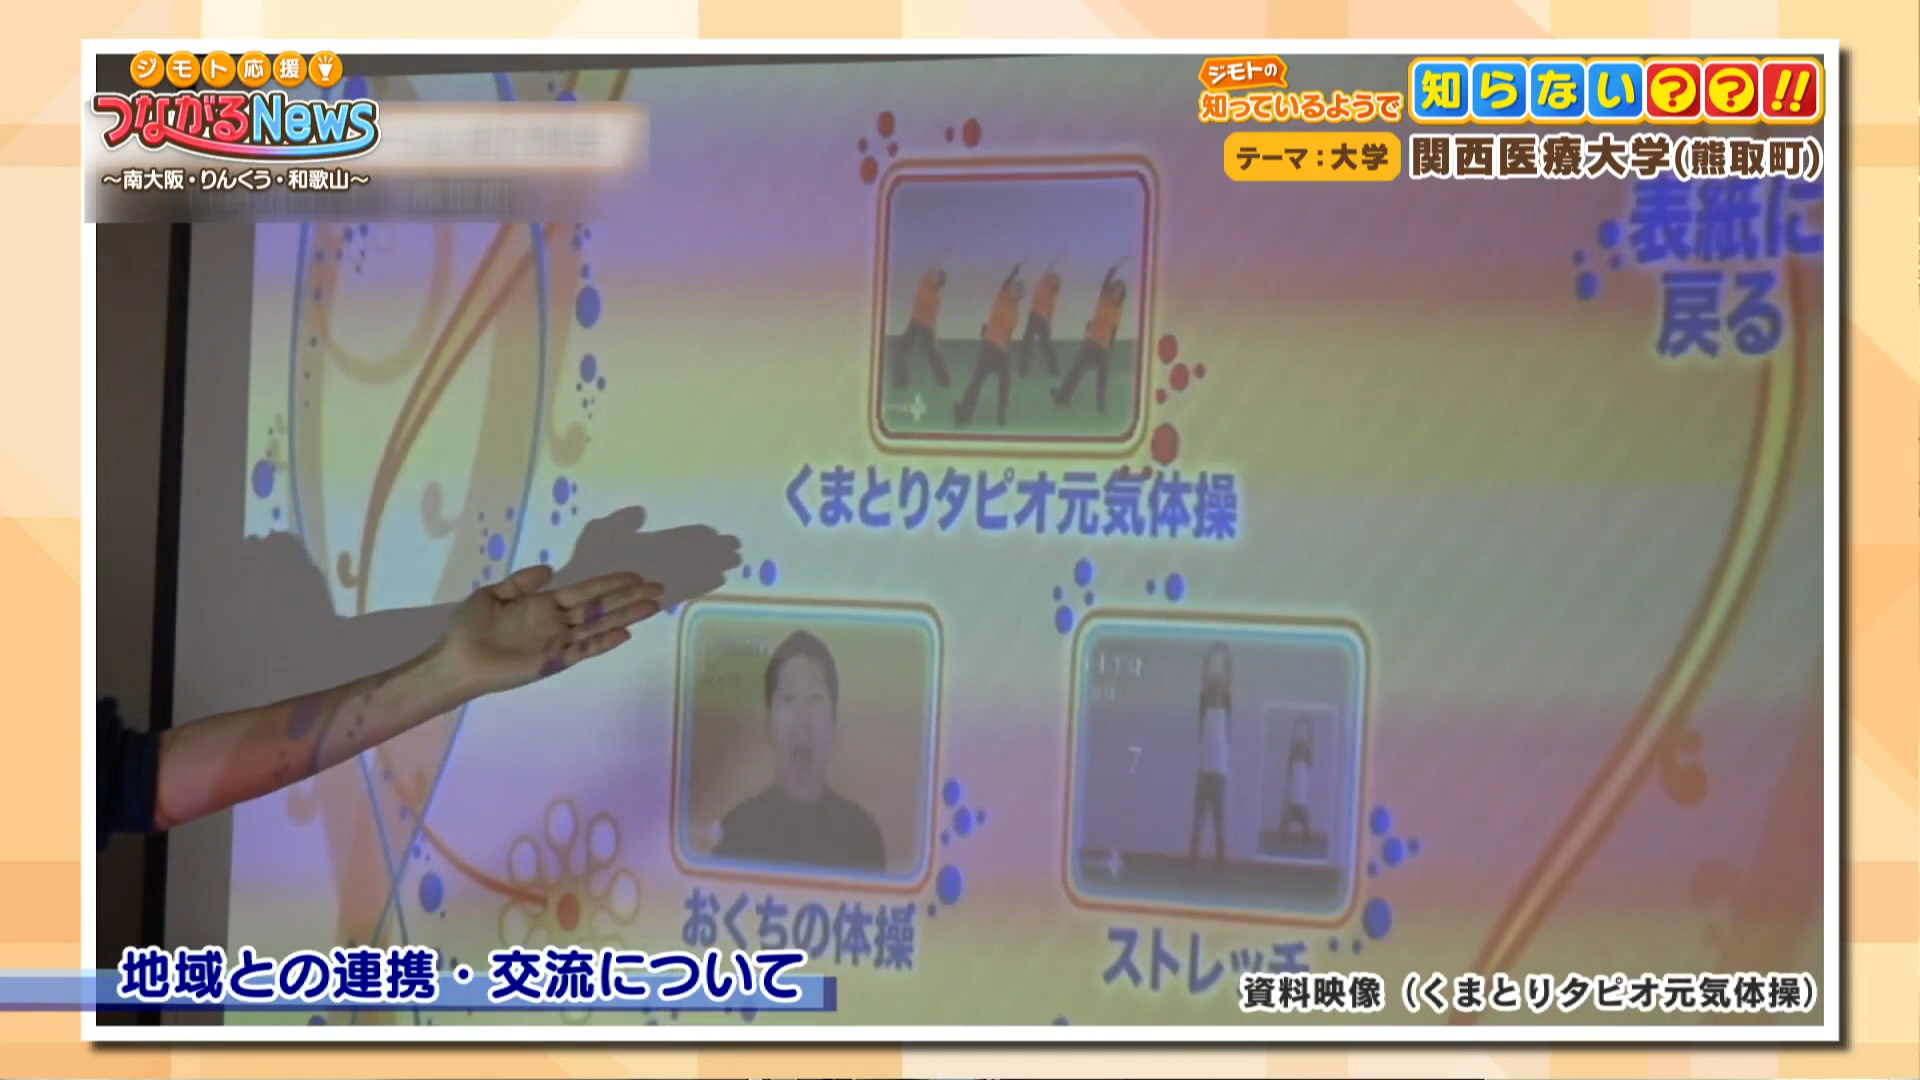 ジモト応援
つながるNews
～南大阪・りんくう・和歌山～
ジモトの
知っているようで
知らない??!!
テーマ：大学
関西医療大学(熊取町)
表紙に
戻る
くまとりタピオ元気体操
おくちの体操
ストレッチ
地域との連携・交流について
資料映像（くまとりタピオ元気体操）